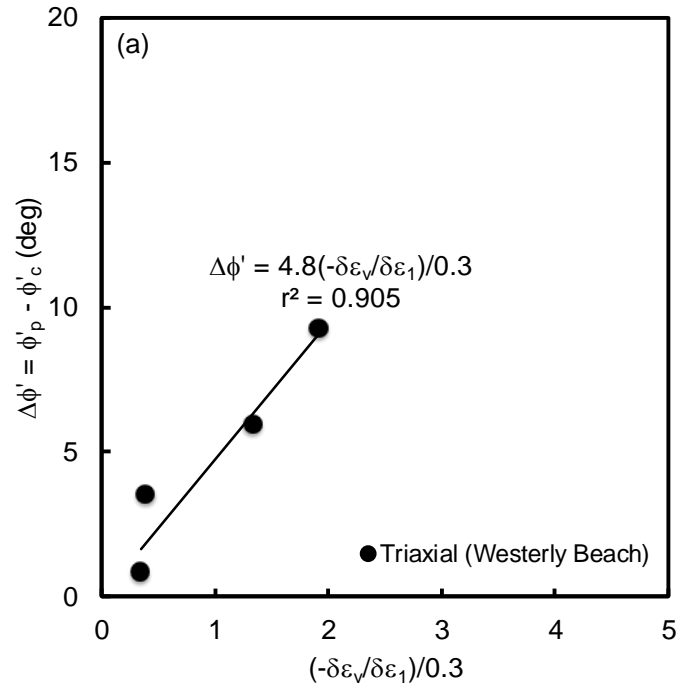 (a)
20
15
10
5
0
Δϕ' = ϕ'p - ϕ'c (deg)
Δϕ' = 4.8(-δεv/δε1)/0.3
r² = 0.905
Triaxial (Westerly Beach)
0 1 2 3 4 5
(-δεv/δε1)/0.3